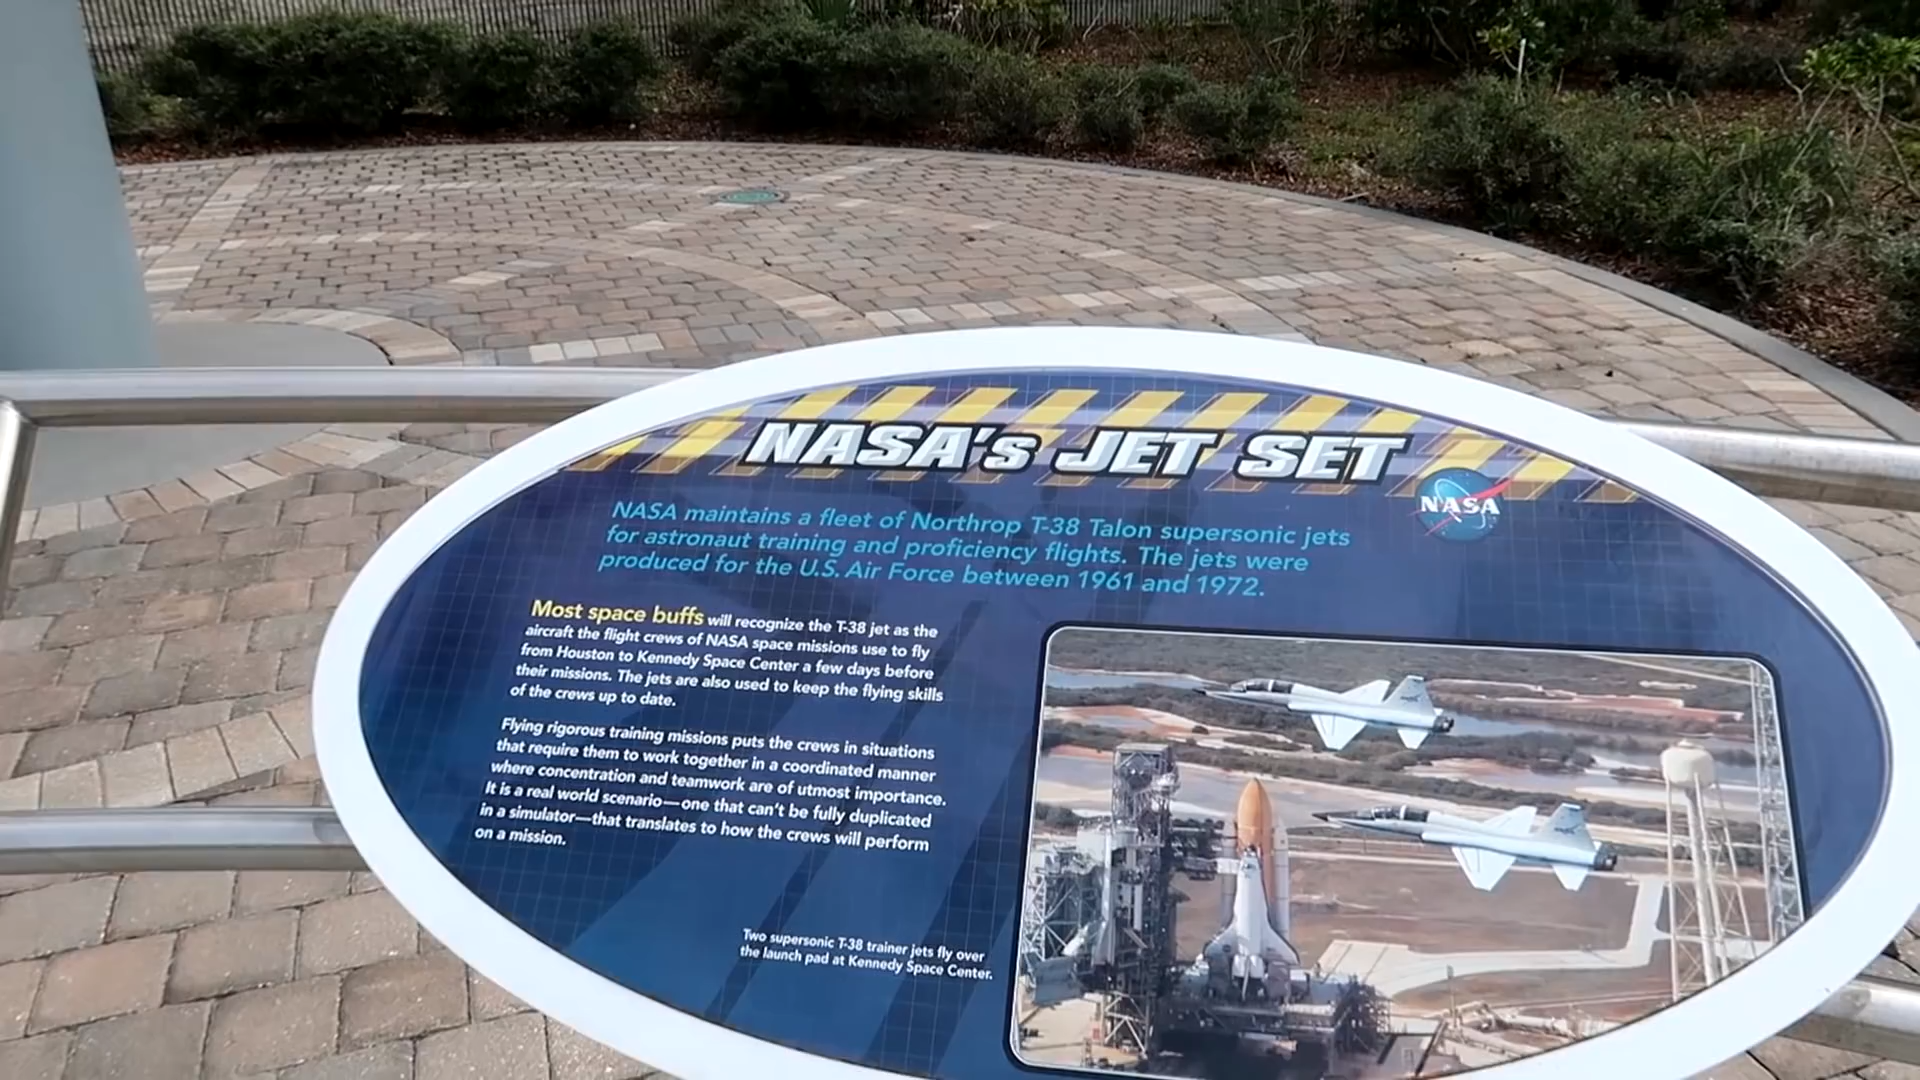 NASA's JET SET
NASA
NASA maintains a fleet of Northrop T-38 Talon supersonic jets
for astronaut training and proficiency flights. The jets were
produced for the U.S. Air Force between 1961 and 1972.
Most space buffs will recognize the T-38 jet as the
aircraft the flight crews of NASA space missions use to fly
from Houston to Kennedy Space Center a few days before
their missions. The jets are also used to keep the flying skills
of the crews up to date.
Flying rigorous training missions puts the crews in situations
that require them to work together in a coordinated manner
where concentration and teamwork are of utmost importance.
It is a real world scenario—one that can't be fully duplicated
in a simulator—that translates to how the crews will perform
on a mission.
Two supersonic T-38 trainer jets fly over
the launch pad at Kennedy Space Center.